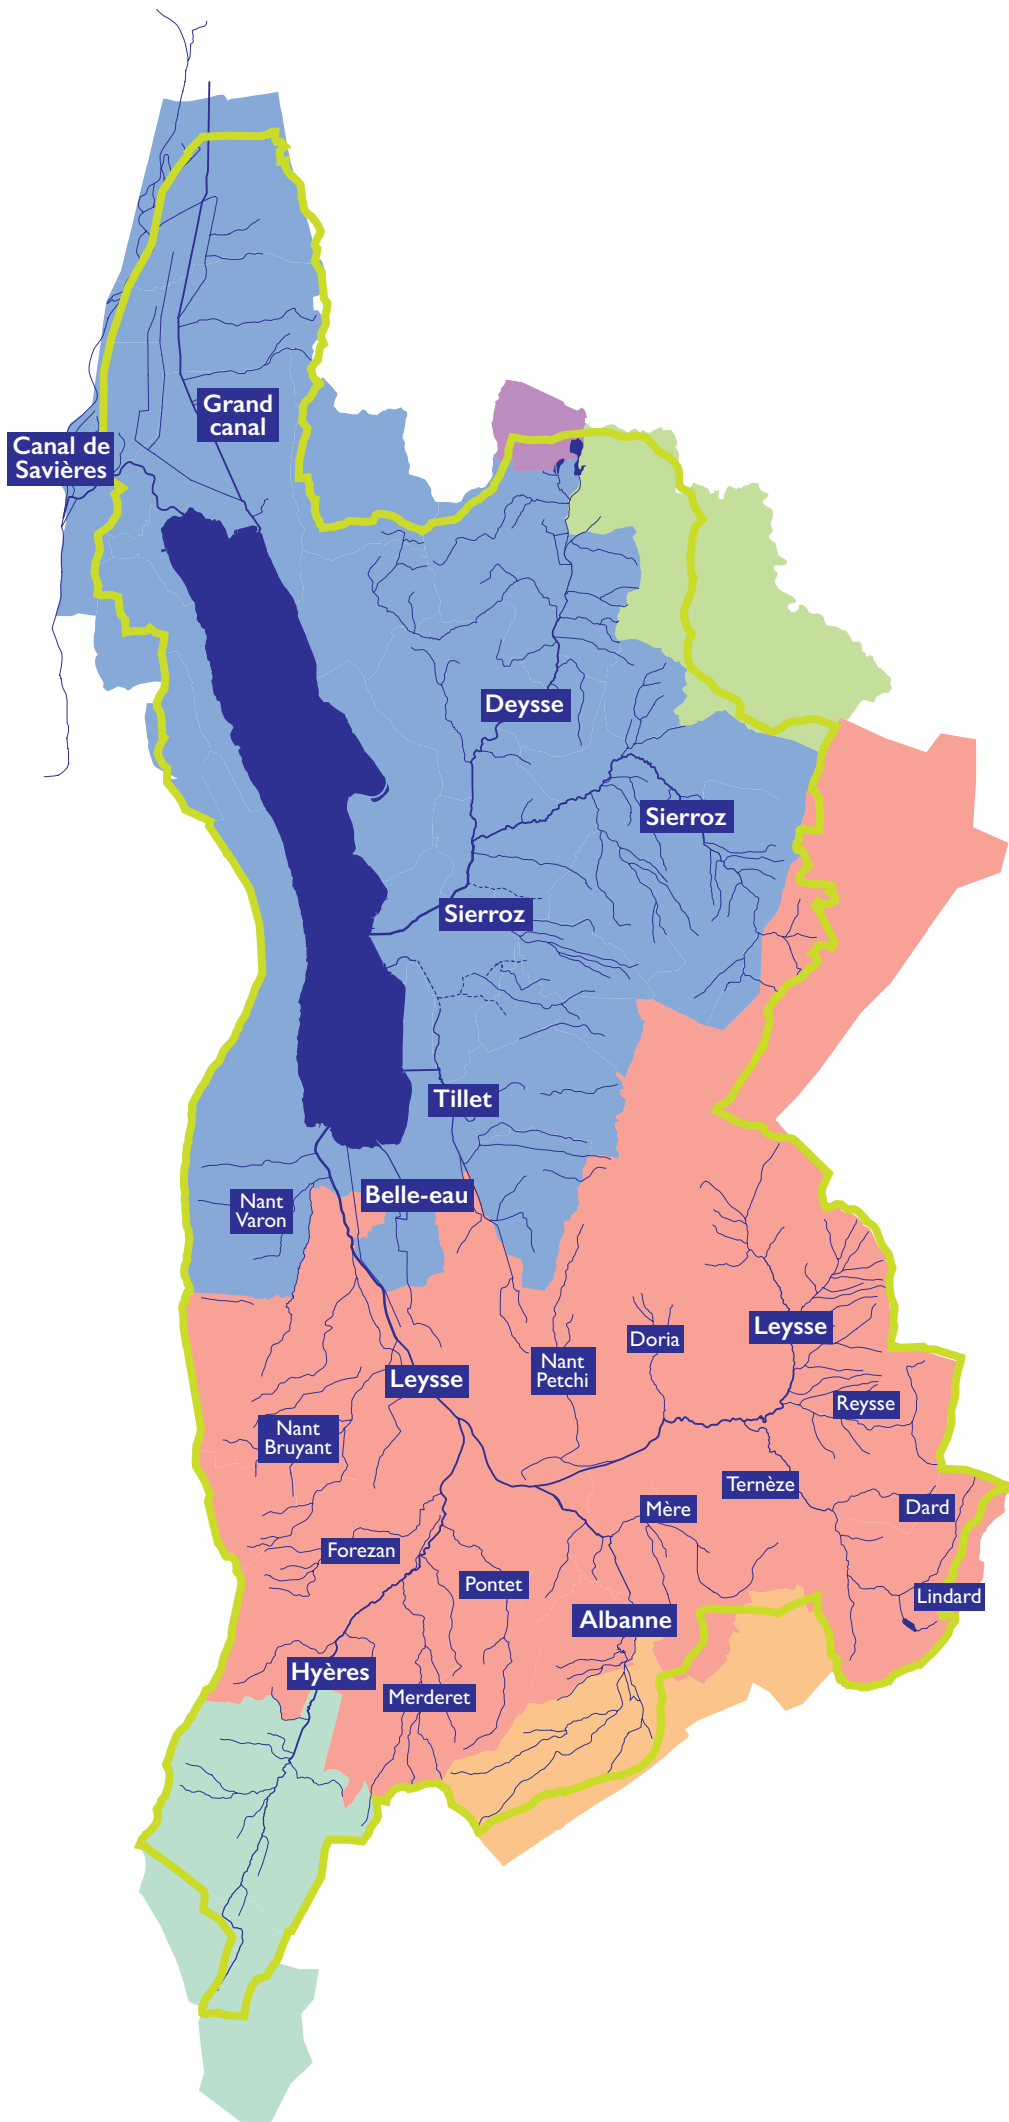 Grand
canal
Canal de
Savières
Deysse
Sierroz
Sierroz
Tillet
Belle-eau
Nant
Varon
Leysse
Doria
Nant
Petchi
Leysse
Reysse
Nant
Bruyant
Ternèze
Dard
Mère
Forezan
Pontet
Lindard
Albanne
Hyères
Merderet